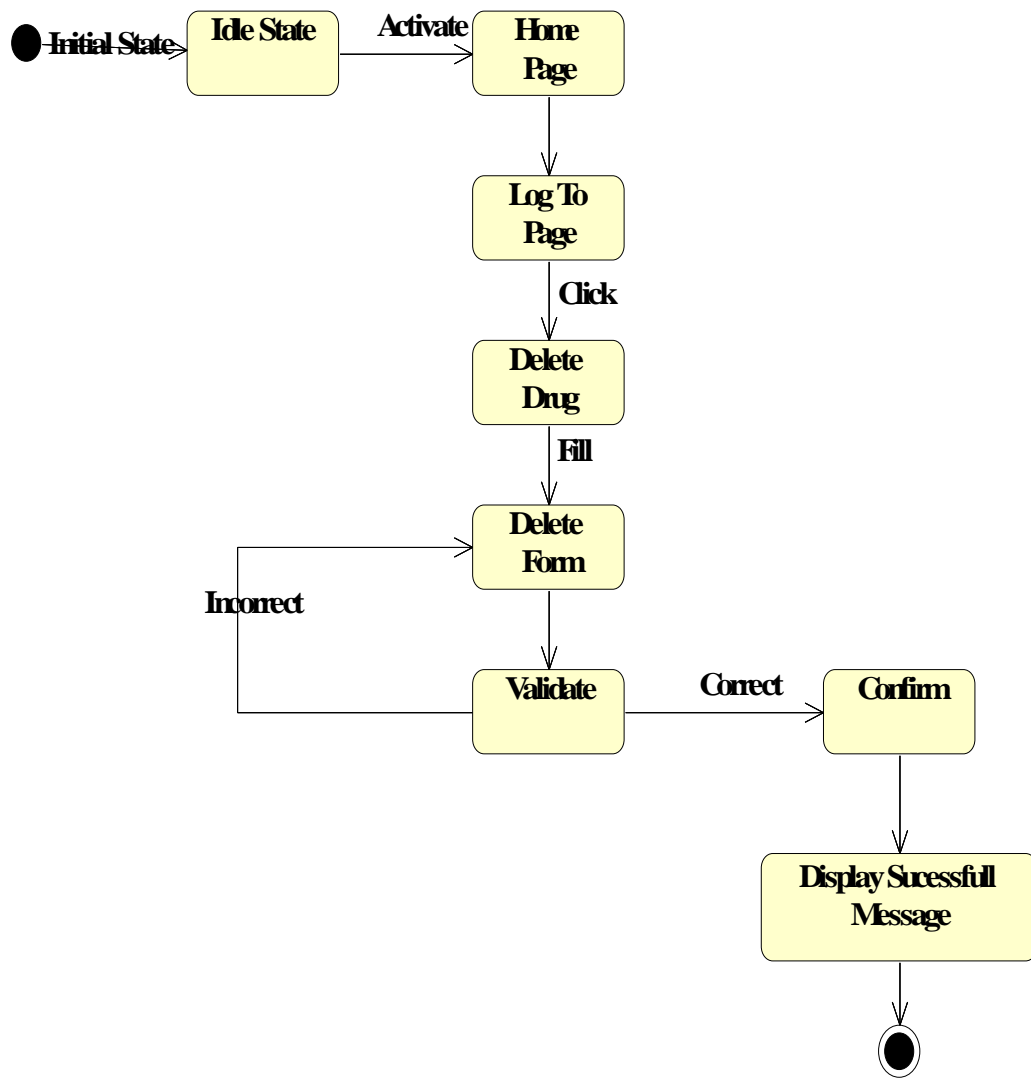 Initial State
Idle State
Activate
Home
Page
Log To
Page
Click
Delete
Drug
Fill
Delete
Form
Incorrect
Validate
Correct
Confirm
Display Sucessfull
Message